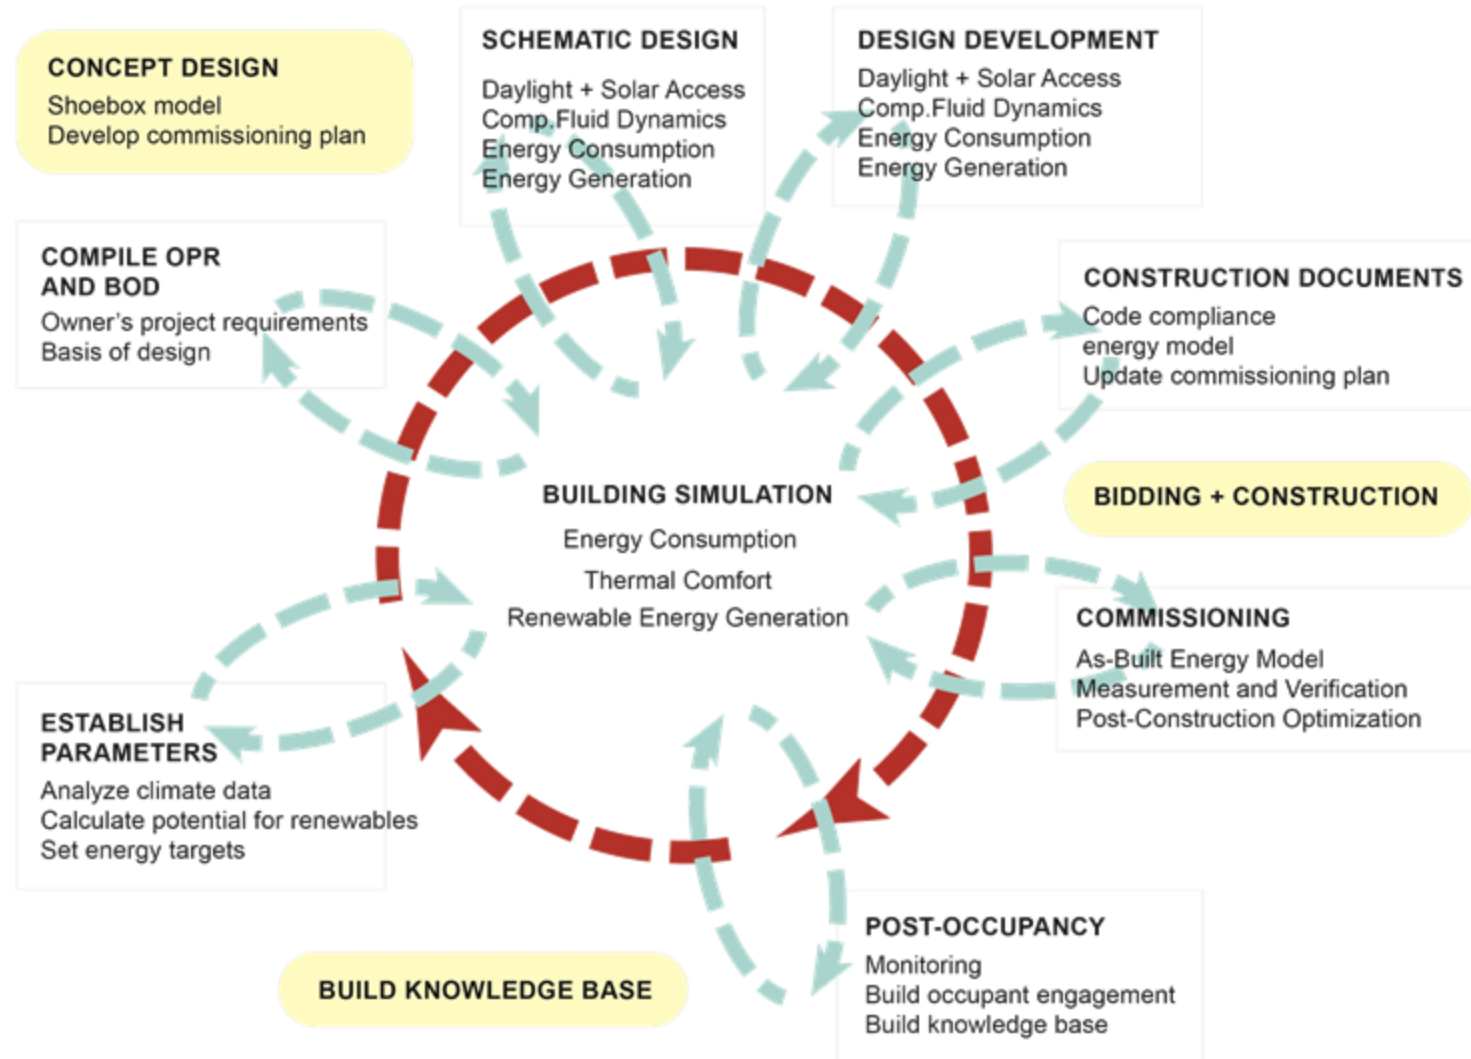 CONCEPT DESIGN
Shoebox model
Develop commissioning plan
SCHEMATIC DESIGN
Daylight + Solar Access
Comp.Fluid Dynamics
Energy Consumption
Energy Generation
DESIGN DEVELOPMENT
Daylight + Solar Access
Comp.Fluid Dynamics
Energy Consumption
Energy Generation
COMPILE OPR
AND BOD
Owner's project requirements
Basis of design
CONSTRUCTION DOCUMENTS
Code compliance
energy model
Update commissioning plan
BUILDING SIMULATION
Energy Consumption
Thermal Comfort
Renewable Energy Generation
BIDDING + CONSTRUCTION
COMMISSIONING
As-Built Energy Model
Measurement and Verification
Post-Construction Optimization
ESTABLISH
PARAMETERS
Analyze climate data
Calculate potential for renewables
Set energy targets
POST-OCCUPANCY
Monitoring
Build occupant engagement
Build knowledge base
BUILD KNOWLEDGE BASE